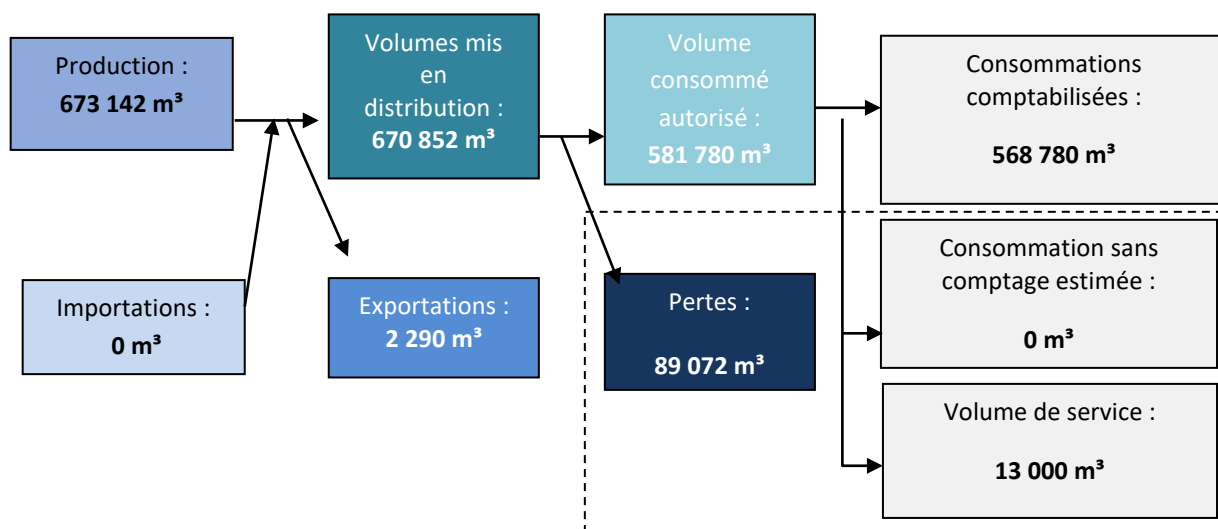 Production :
673 142 m³
Volumes mis
en
distribution :
670 852 m³
Volume
consommé
autorisé :
581 780 m³
Consommations
comptabilisées :
568 780 m³
Importations :
0 m³
Exportations :
2 290 m³
Pertes :
89 072 m³
Consommation sans
comptage estimée :
0 m³
Volume de service :
13 000 m³